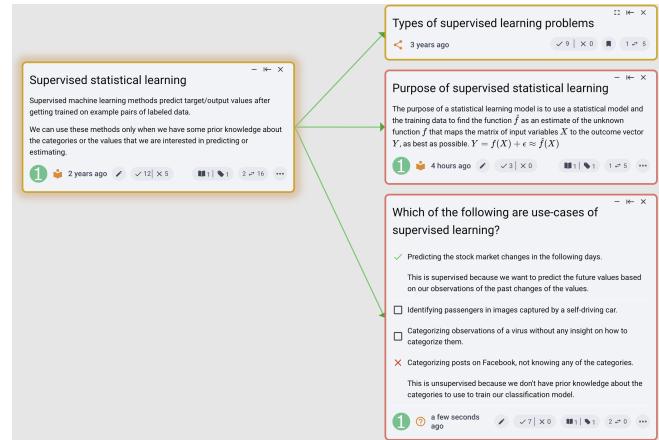 Supervised statistical learning
Supervised machine learning methods predict target/output values after
getting trained on example pairs of labeled data.
We can use these methods only when we have some prior knowledge about
the categories or the values that we are interested in predicting or
estimating.
1 2 years ago ✓ 12 | ✕ 5 1 | 1 2 ⇄ 16 •••
Types of supervised learning problems
3 years ago ✓ 9 | ✕ 0 1 ⇄ 5
Purpose of supervised statistical learning
The purpose of a statistical learning model is to use a statistical model and
the training data to find the function f̂ as an estimate of the unknown
function f that maps the matrix of input variables X to the outcome vector
Y, as best as possible. Y = f(X) + ϵ ≈ f̂(X)
1 4 hours ago ✓ 3 | ✕ 0 1 | 1 1 ⇄ 5 •••
Which of the following are use-cases of
supervised learning?
✓ Predicting the stock market changes in the following days.
This is supervised because we want to predict the future values based
on our observations of the past changes of the values.
Identifying passengers in images captured by a self-driving car.
Categorizing observations of a virus without any insight on how to
categorize them.
✕ Categorizing posts on Facebook, not knowing any of the categories.
This is unsupervised because we don't have prior knowledge about the
categories to use to train our classification model.
1 ? a few seconds
ago ✓ 7 | ✕ 0 1 | 1 2 ⇄ 0 •••